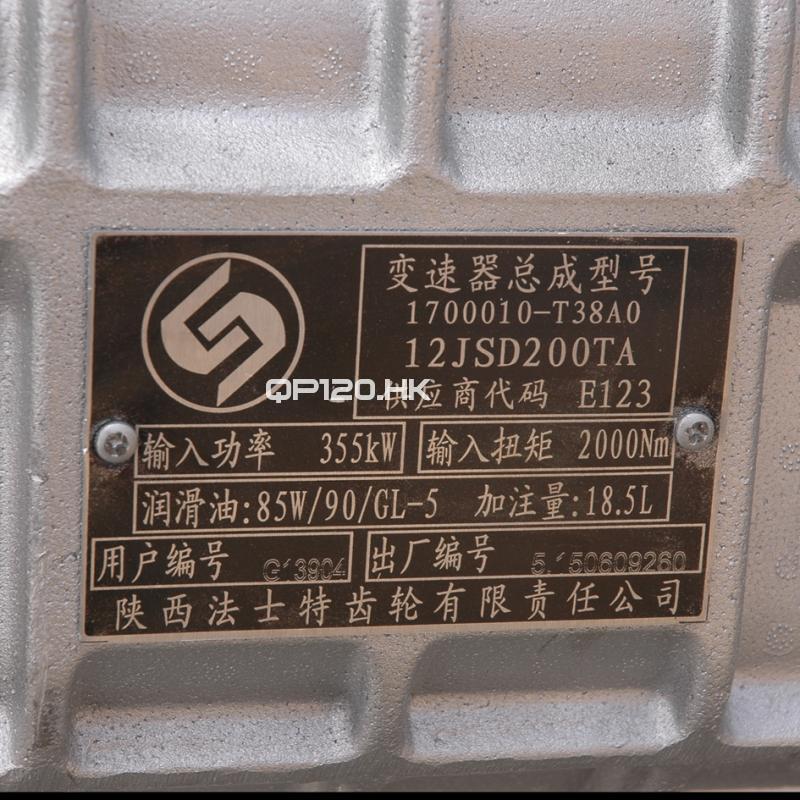 变速器总成型号
1700010-T38A0
12JSD200TA
QP120.HK
供应商代码 E123
输入功率 355kW 输入扭矩 2000Nm
润滑油:85W/90/GL-5 加注量:18.5L
用户编号 G13904 出厂编号
陕西法士特齿轮有限责任公司